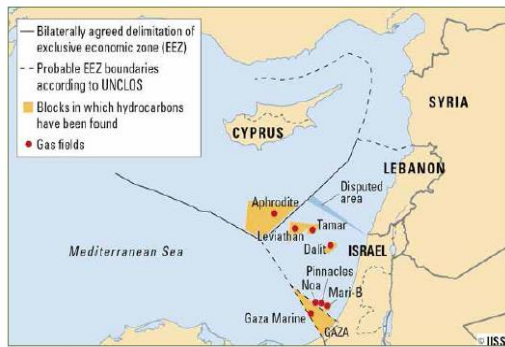 Bilaterally agreed delimitation of
exclusive economic zone (EEZ)
Probable EEZ boundaries
according to UNCLOS
Blocks in which hydrocarbons
have been found
Gas fields
SYRIA
CYPRUS
LEBANON
Disputed
area
Aphrodite
Tamar
Leviathan
Mediterranean Sea
Dalit
ISRAEL
Pinnacles
Noa
Mari-B
Gaza Marine
GAZA
© IISS